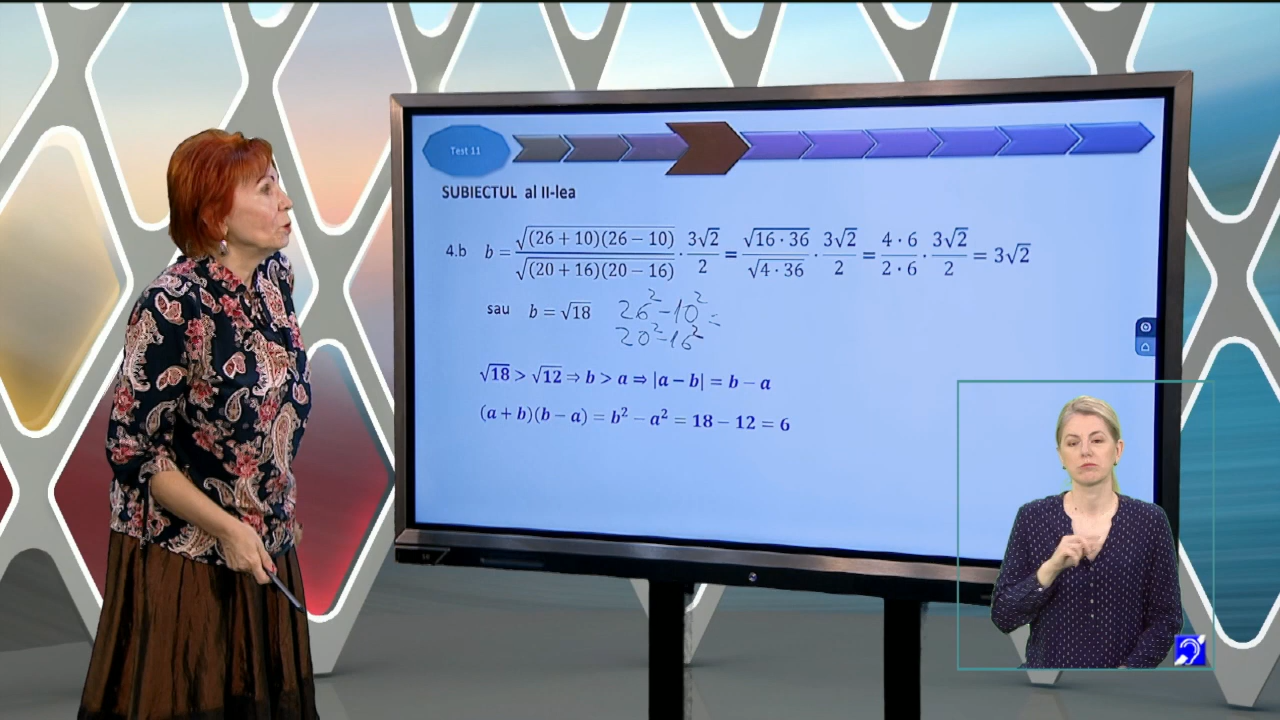 Test 11
SUBIECTUL al II-lea
4.b b = √(26 + 10)(26 − 10) / √(20 + 16)(20 − 16) · 3√2 / 2 = √16 · 36 / √4 · 36 · 3√2 / 2 = 4 · 6 / 2 · 6 · 3√2 / 2 = 3√2
sau b = √18 26² − 10² =
20² − 16²
√18 > √12 ⇒ b > a ⇒ |a − b| = b − a
(a + b)(b − a) = b² − a² = 18 − 12 = 6